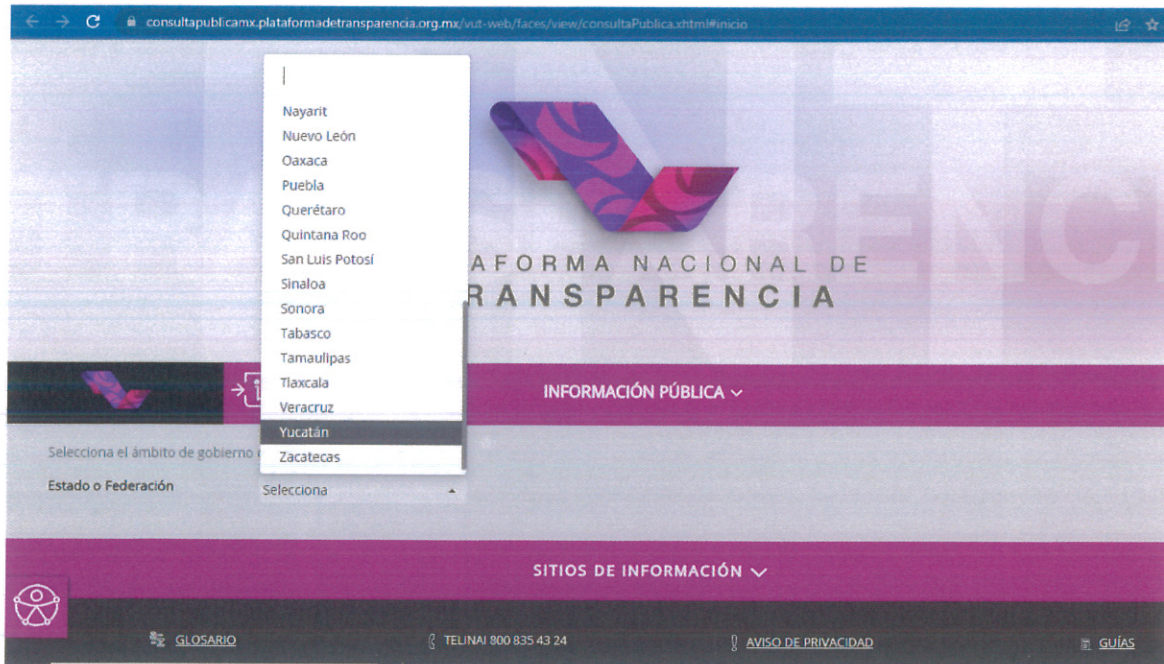 consultapublicamx.plataformadetransparencia.org.mx/vut-web/faces/view/consultaPublica.xhtml#inicio
Nayarit
Nuevo León
Oaxaca
Puebla
Querétaro
Quintana Roo
San Luis Potosí
Sinaloa
Sonora
Tabasco
Tamaulipas
Tlaxcala
Veracruz
Yucatán
Zacatecas
AFORMA NACIONAL DE
RANSPARENCIA
INFORMACIÓN PÚBLICA
Selecciona el ámbito de gobierno
Estado o Federación
Selecciona
SITIOS DE INFORMACIÓN
GLOSARIO
TELINAI 800 835 43 24
AVISO DE PRIVACIDAD
GUÍAS